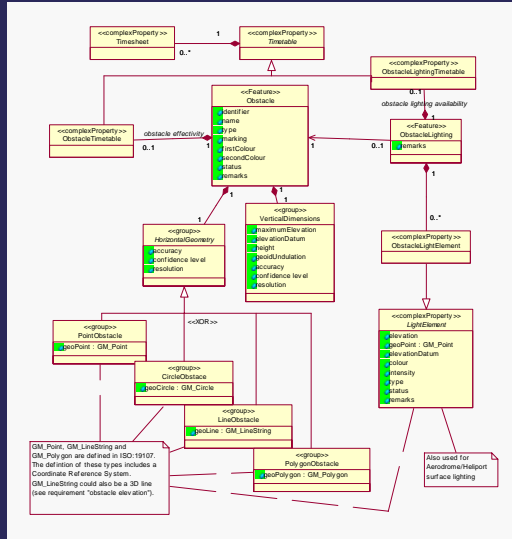 <<complexProperty>>
Timesheet
1
0..*
<<complexProperty>>
Timetable
<<complexProperty>>
ObstacleLightingTimetable
0..1
obstacle lighting availability
1
<<complexProperty>>
ObstacleTimetable
0..1
obstacle effectivity
1
<<Feature>>
Obstacle
identifier
name
type
marking
firstColour
secondColour
status
remarks
1
0..1
<<Feature>>
ObstacleLighting
remarks
1
1
1
1
0..*
<<group>>
HorizontalGeometry
accuracy
confidence level
resolution
1
<<group>>
VerticalDimensions
maximumElevation
elevationDatum
height
geoidUndulation
accuracy
confidence level
resolution
<<complexProperty>>
ObstacleLightElement
<<XOR>>
<<group>>
PointObstacle
geoPoint : GM_Point
<<group>>
CircleObstace
geoCircle : GM_Circle
<<group>>
LineObstacle
geoLine : GM_LineString
<<group>>
PolygonObstacle
geoPolygon : GM_Polygon
<<complexProperty>>
LightElement
elevation
geoPoint : GM_Point
elevationDatum
colour
intensity
type
status
remarks
GM_Point, GM_LineString and
GM_Polygon are defined in ISO:19107.
The defintion of these types includes a
Coordinate Reference System.
GM_LineString could also be a 3D line
(see requirement "obstacle elevation").
Also used for
Aerodrome/Heliport
surface lighting